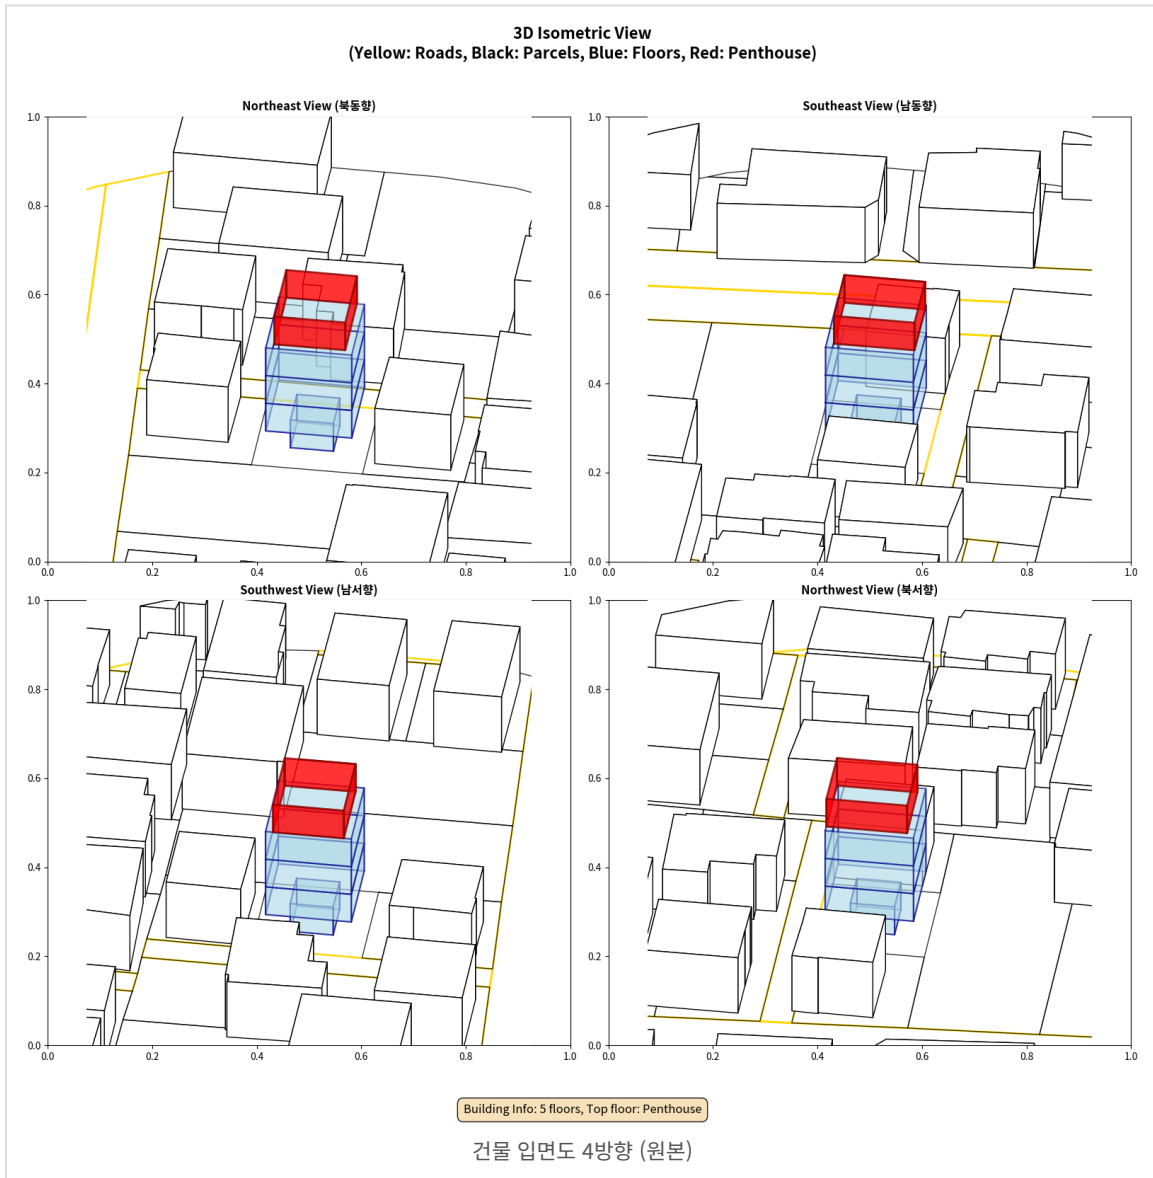 3D Isometric View
(Yellow: Roads, Black: Parcels, Blue: Floors, Red: Penthouse)
Northeast View (북동향)
1.0
0.8
0.6
0.4
0.2
0.0
0.0 0.2 0.4 0.6 0.8 1.0
Southeast View (남동향)
1.0
0.8
0.6
0.4
0.2
0.0
0.0 0.2 0.4 0.6 0.8 1.0
Southwest View (남서향)
1.0
0.8
0.6
0.4
0.2
0.0
0.0 0.2 0.4 0.6 0.8 1.0
Northwest View (북서향)
1.0
0.8
0.6
0.4
0.2
0.0
0.0 0.2 0.4 0.6 0.8 1.0
Building Info: 5 floors, Top floor: Penthouse
건물 입면도 4방향 (원본)